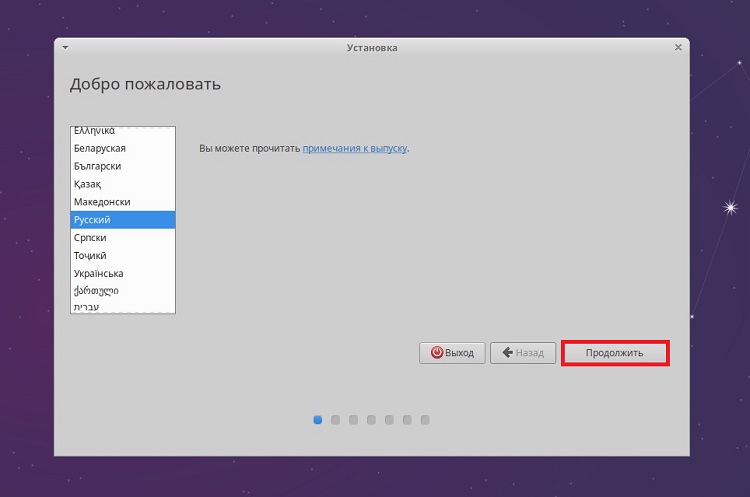 Установка
Добро пожаловать
Ελληνικά
Беларуская
Български
Қазақ
Македонски
Русский
Српски
Тоҷикӣ
Українська
ქართული
עברית
Вы можете прочитать примечания к выпуску.
Выход
Назад
Продолжить